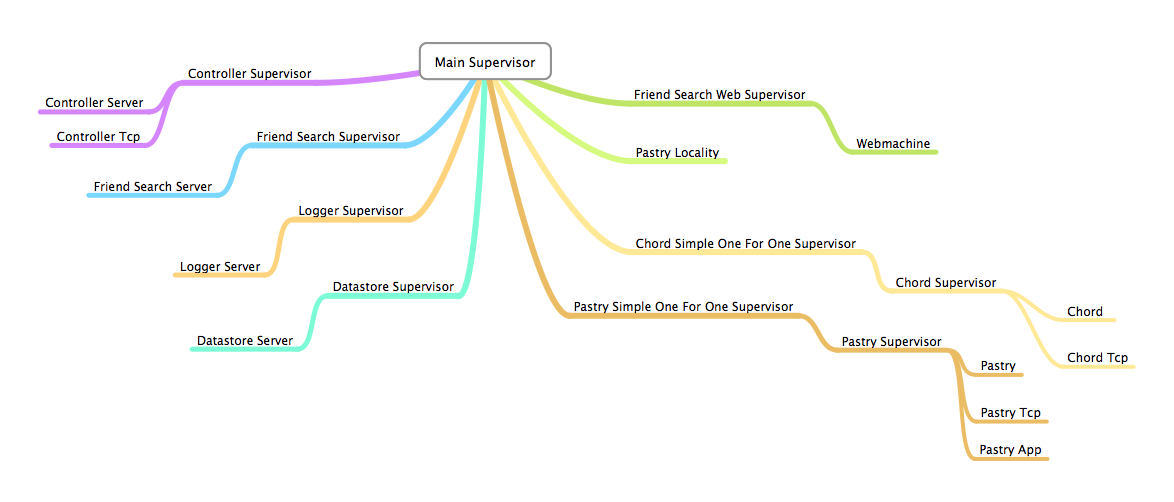 Main Supervisor
Controller Supervisor
Controller Server
Controller Tcp
Friend Search Supervisor
Friend Search Server
Logger Supervisor
Logger Server
Datastore Supervisor
Datastore Server
Friend Search Web Supervisor
Webmachine
Pastry Locality
Chord Simple One For One Supervisor
Chord Supervisor
Chord
Chord Tcp
Pastry Simple One For One Supervisor
Pastry Supervisor
Pastry
Pastry Tcp
Pastry App